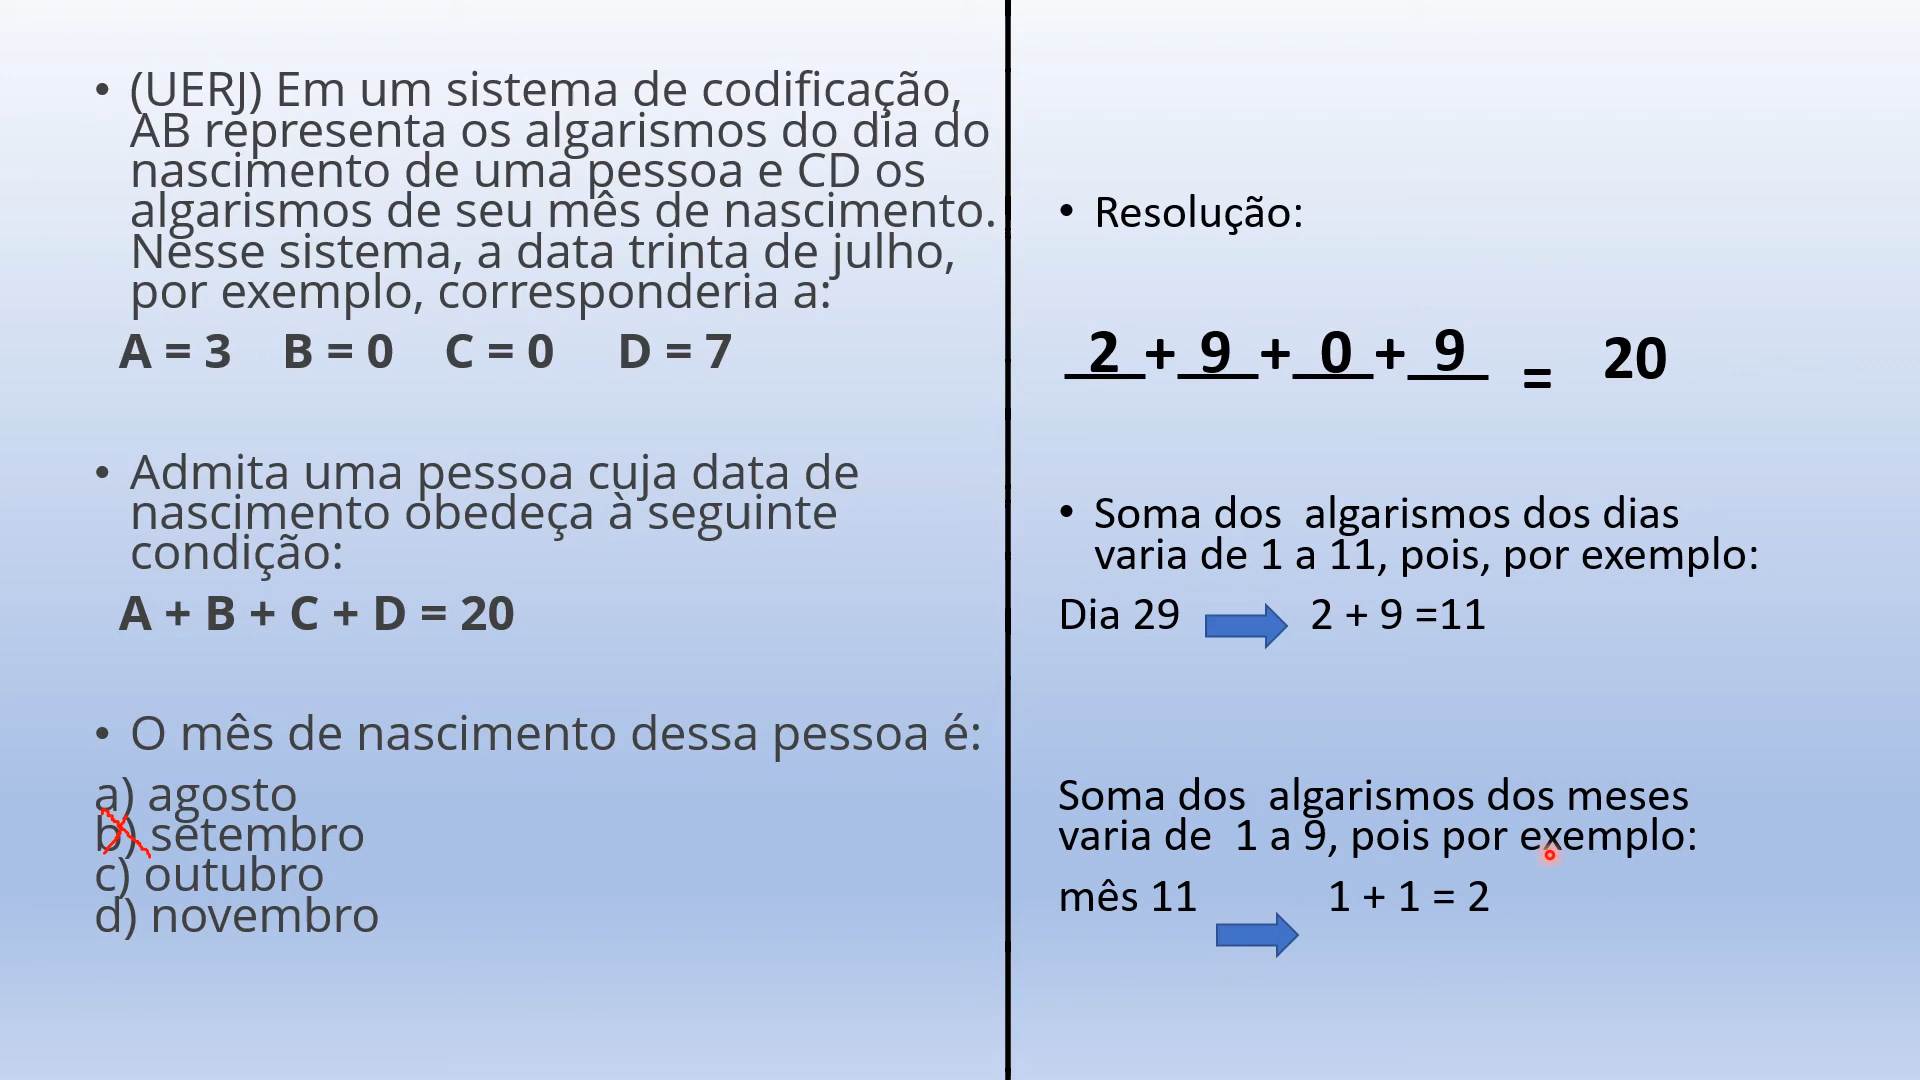 • (UERJ) Em um sistema de codificação,
AB representa os algarismos do dia do
nascimento de uma pessoa e CD os
algarismos de seu mês de nascimento.
Nesse sistema, a data trinta de julho,
por exemplo, corresponderia a:
A = 3 B = 0 C = 0 D = 7
• Admita uma pessoa cuja data de
nascimento obedeça à seguinte
condição:
A + B + C + D = 20
• O mês de nascimento dessa pessoa é:
a) agosto
b) setembro
c) outubro
d) novembro
• Resolução:
2 + 9 + 0 + 9 = 20
• Soma dos algarismos dos dias
varia de 1 a 11, pois, por exemplo:
Dia 29 2 + 9 =11
Soma dos algarismos dos meses
varia de 1 a 9, pois por exemplo:
mês 11 1 + 1 = 2